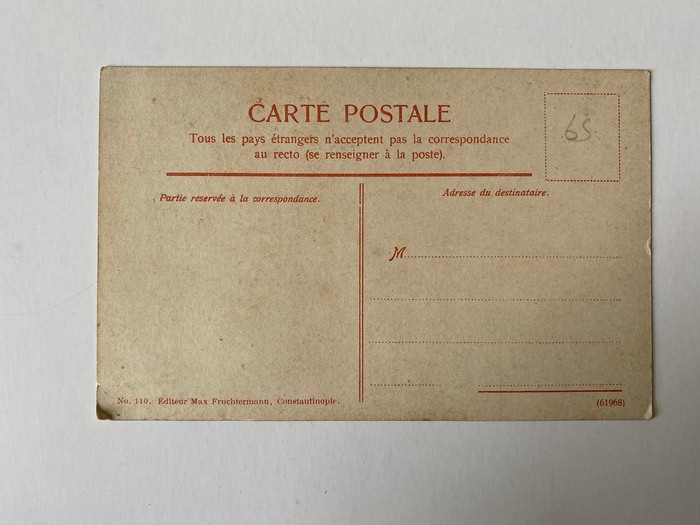 CARTE POSTALE
Tous les pays étrangers n'acceptent pas la correspondance
au recto (se renseigner à la poste).
65
Partie reservée à la correspondance.
Adresse du destinataire.
M
No. 110. Editeur Max Fruchtermann, Constantinople.
(61968)